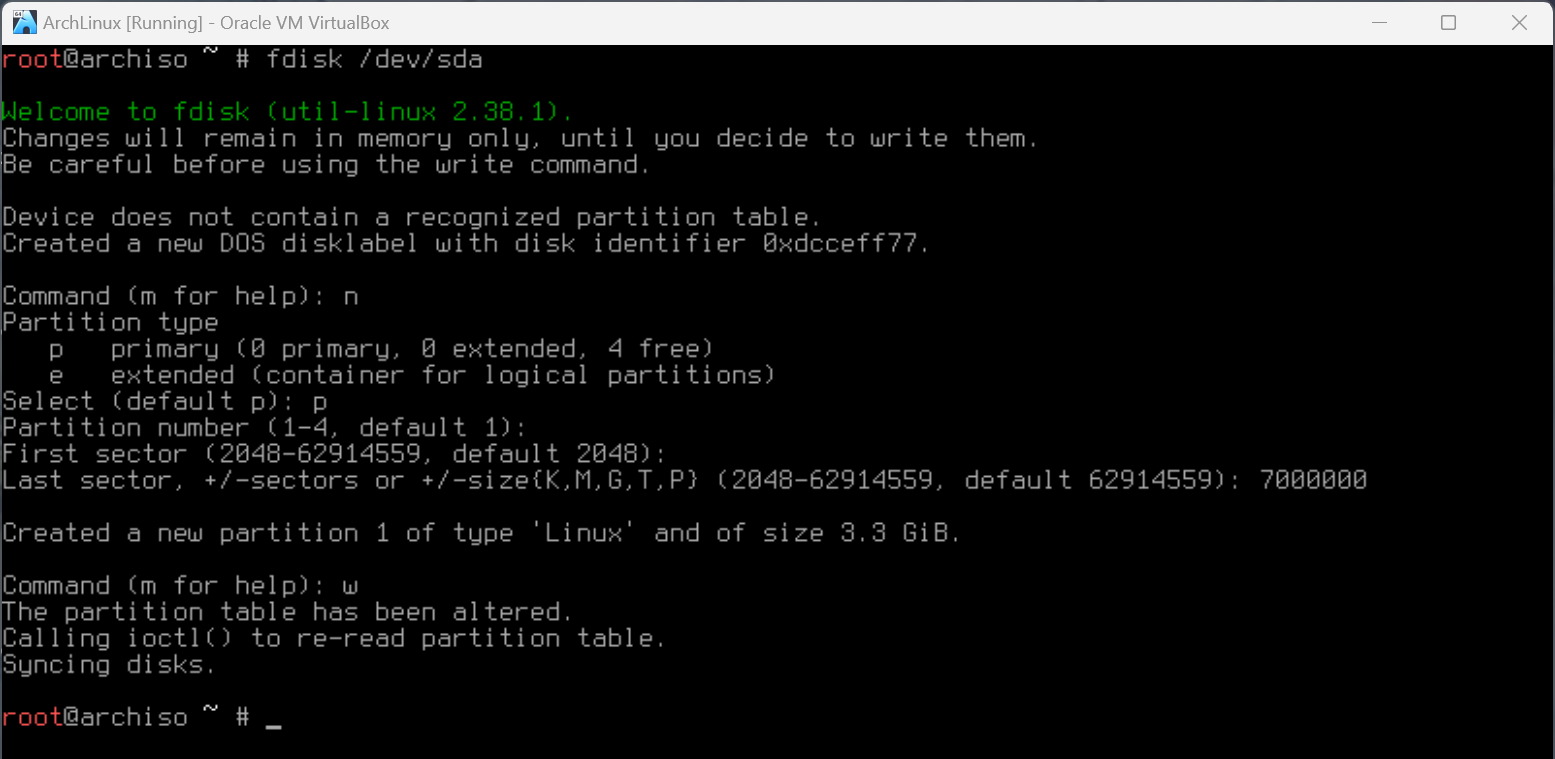 64
ArchLinux [Running] - Oracle VM VirtualBox
root@archiso ~ # fdisk /dev/sda
Welcome to fdisk (util-linux 2.38.1).
Changes will remain in memory only, until you decide to write them.
Be careful before using the write command.
Device does not contain a recognized partition table.
Created a new DOS disklabel with disk identifier 0xdcceff77.
Command (m for help): n
Partition type
   p   primary (0 primary, 0 extended, 4 free)
   e   extended (container for logical partitions)
Select (default p): p
Partition number (1-4, default 1):
First sector (2048-62914559, default 2048):
Last sector, +/-sectors or +/-size{K,M,G,T,P} (2048-62914559, default 62914559): 7000000
Created a new partition 1 of type 'Linux' and of size 3.3 GiB.
Command (m for help): w
The partition table has been altered.
Calling ioctl() to re-read partition table.
Syncing disks.
root@archiso ~ # _